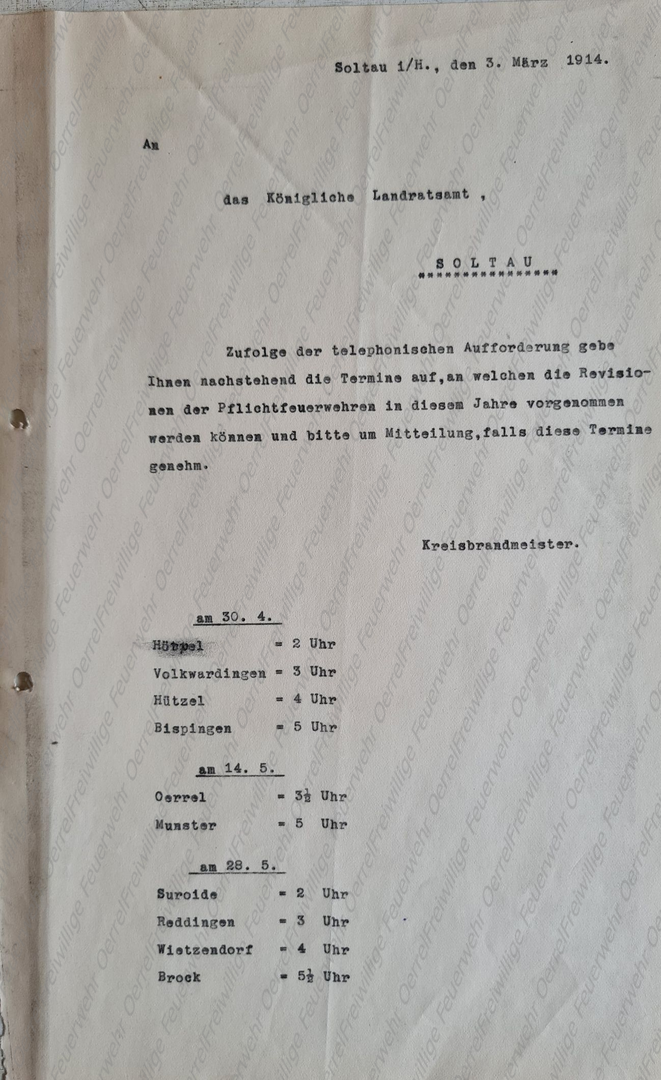 Soltau i/H., den 3. März 1914.
An
das Königliche Landratsamt ,
S O L T A U
""""""""""""""""
Zufolge der telephonischen Aufforderung gebe
Ihnen nachstehend die Termine auf,an welchen die Revisio-
nen der Pflichtfeuerwehren in diesem Jahre vorgenommen
werden können und bitte um Mitteilung,falls diese Termine
genehm.
Kreisbrandmeister.
am 30. 4.
= 2 Uhr
Volkwardingen = 3 Uhr
Hützel = 4 Uhr
Bispingen = 5 Uhr
am 14. 5.
Oerrel = 3½ Uhr
Munster = 5 Uhr
am 28. 5.
Suroide = 2 Uhr
Reddingen = 3 Uhr
Wietzendorf = 4 Uhr
Brock = 5½ Uhr
Freiwillige Feuerwehr Oerrel